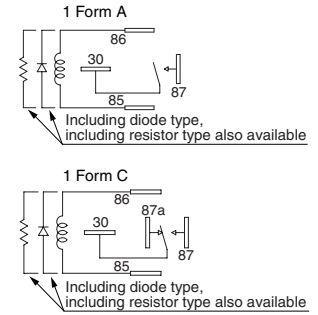 1 Form A
86
30
87
85
Including diode type,
including resistor type also available
1 Form C
86
87a
30
87
85
Including diode type,
including resistor type also available